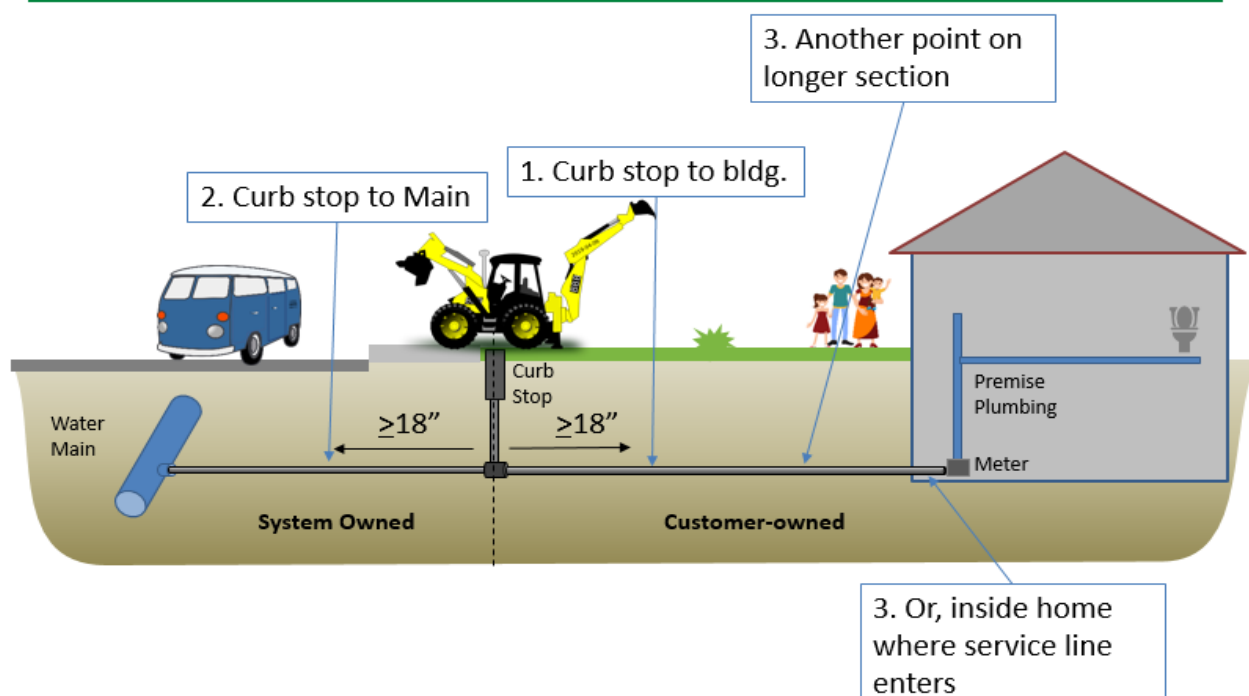 3. Another point on
longer section
1. Curb stop to bldg.
2. Curb stop to Main
Curb
Stop
Water
Main
≥18”
≥18”
Premise
Plumbing
Meter
System Owned
Customer-owned
3. Or, inside home
where service line
enters